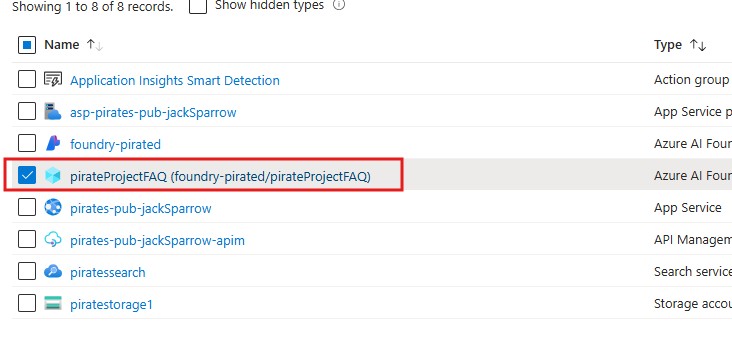 Showing 1 to 8 of 8 records. Show hidden types
Name Type
Application Insights Smart Detection Action group
asp-pirates-pub-jackSparrow App Service p
foundry-pirated Azure AI Foun
pirateProjectFAQ (foundry-pirated/pirateProjectFAQ) Azure AI Foun
pirates-pub-jackSparrow App Service
pirates-pub-jackSparrow-apim API Managem
piratessearch Search service
piratestorage1 Storage accou